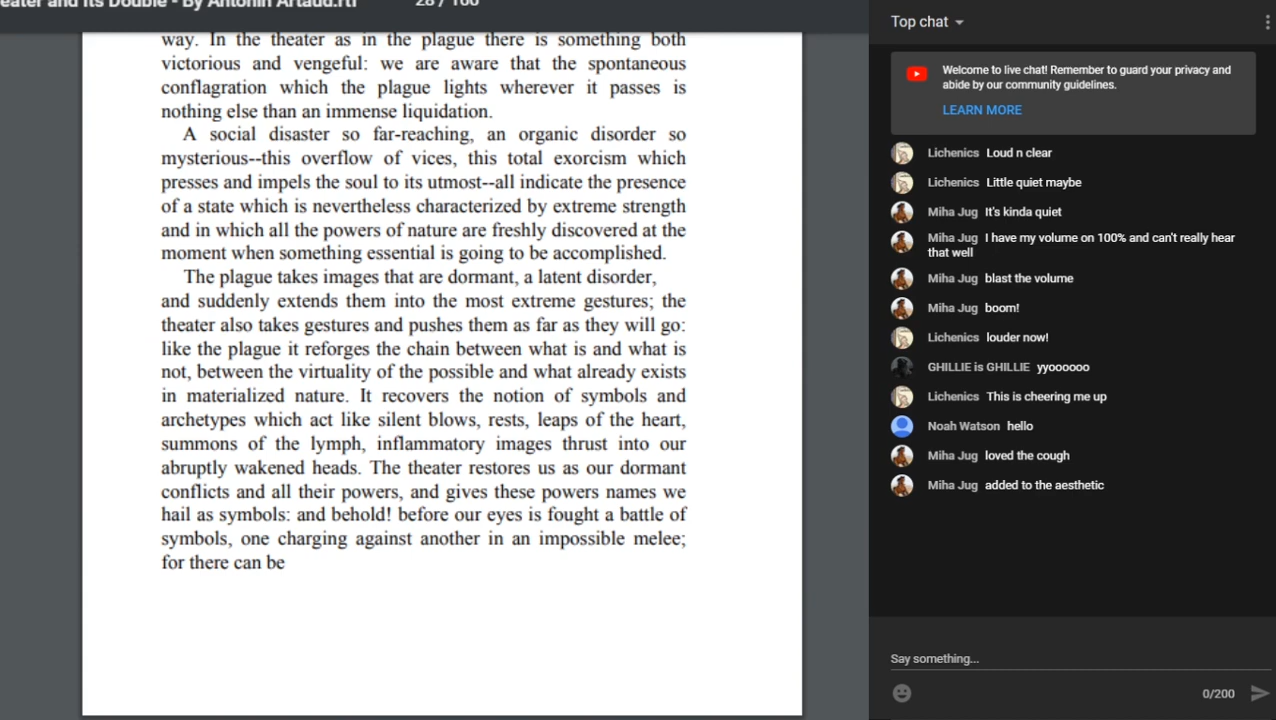 eater and Its Double - By Antonin Artaud.rtf
28 / 160
way. In the theater as in the plague there is something both
victorious and vengeful: we are aware that the spontaneous
conflagration which the plague lights wherever it passes is
nothing else than an immense liquidation.
A social disaster so far-reaching, an organic disorder so
mysterious--this overflow of vices, this total exorcism which
presses and impels the soul to its utmost--all indicate the presence
of a state which is nevertheless characterized by extreme strength
and in which all the powers of nature are freshly discovered at the
moment when something essential is going to be accomplished.
The plague takes images that are dormant, a latent disorder,
and suddenly extends them into the most extreme gestures; the
theater also takes gestures and pushes them as far as they will go:
like the plague it reforges the chain between what is and what is
not, between the virtuality of the possible and what already exists
in materialized nature. It recovers the notion of symbols and
archetypes which act like silent blows, rests, leaps of the heart,
summons of the lymph, inflammatory images thrust into our
abruptly wakened heads. The theater restores us as our dormant
conflicts and all their powers, and gives these powers names we
hail as symbols: and behold! before our eyes is fought a battle of
symbols, one charging against another in an impossible melee;
for there can be
Top chat
Welcome to live chat! Remember to guard your privacy and
abide by our community guidelines.
LEARN MORE
Lichenics Loud n clear
Lichenics Little quiet maybe
Miha Jug It's kinda quiet
Miha Jug I have my volume on 100% and can't really hear
that well
Miha Jug blast the volume
Miha Jug boom!
Lichenics louder now!
GHILLIE is GHILLIE yyoooooo
Lichenics This is cheering me up
Noah Watson hello
Miha Jug loved the cough
Miha Jug added to the aesthetic
Say something...
0/200